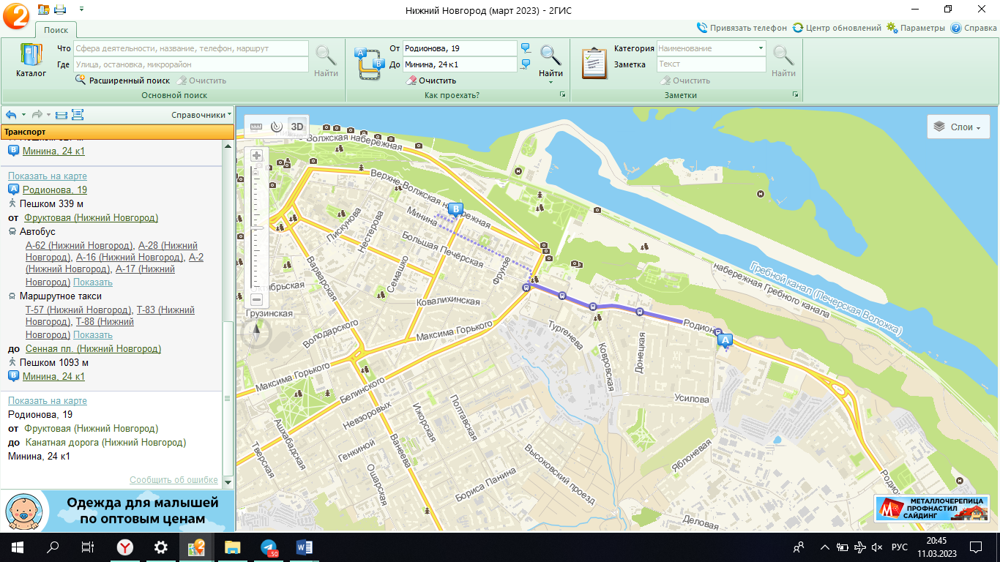 Нижний Новгород (март 2023) - 2ГИС
Поиск
Привязать телефон
Центр обновлений
Параметры
Справка
Каталог
Что
Сфера деятельности, название, телефон, маршрут
Где
Улица, остановка, микрорайон
Найти
Расширенный поиск
Очистить
Основной поиск
От
Родионова, 19
До
Минина, 24 к1
Найти
Очистить
Как проехать?
Категория
Наименование
Заметка
Текст
Найти
Очистить
Заметки
Справочники
Транспорт
B Минина, 24 к1
Показать на карте
A Родионова, 19
Пешком 339 м
от Фруктовая (Нижний Новгород)
Автобус
А-62 (Нижний Новгород), А-28 (Нижний
Новгород), А-16 (Нижний Новгород), А-2
(Нижний Новгород), А-17 (Нижний
Новгород) Показать
Маршрутное такси
Т-57 (Нижний Новгород), Т-83 (Нижний
Новгород), Т-88 (Нижний
Новгород) Показать
до Сенная пл. (Нижний Новгород)
Пешком 1093 м
B Минина, 24 к1
Показать на карте
Родионова, 19
от Фруктовая (Нижний Новгород)
до Канатная дорога (Нижний Новгород)
Минина, 24 к1
Сообщить об ошибке
Одежда для малышей
по оптовым ценам
3D
Слои
Волжская набережная
Верхне-Волжская набережная
B
Минина
Пискунова
Нестерова
Большая Печёрская
Семашко
Фрунзе
Варварская
Ковалихинская
Грузинская
Володарского
Максима Горького
Максима Горького
Белинского
Невзоровых
Ижорская
Полтавская
Ашхабадская
Тверская
Генкиной
Ванеева
Ошарская
Бориса Панина
Высоковский проезд
Тургенева
Ковровская
Донецкая
A
Усилова
Яблоневая
Деловая
набережная Гребного канала
Гребной канал (Печерская Воложка)
МЕТАЛЛОЧЕРЕПИЦА
ПРОФНАСТИЛ
САЙДИНГ
50
РУС
20:45
11.03.2023